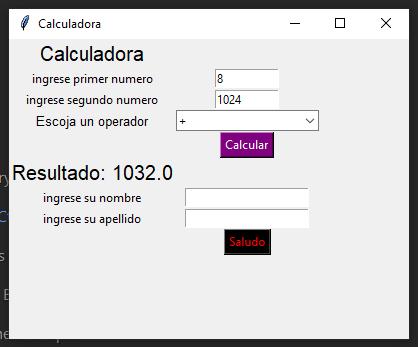 Calculadora
Calculadora
ingrese primer numero 8
ingrese segundo numero 1024
Escoja un operador +
Calcular
Resultado: 1032.0
ingrese su nombre
ingrese su apellido
Saludo